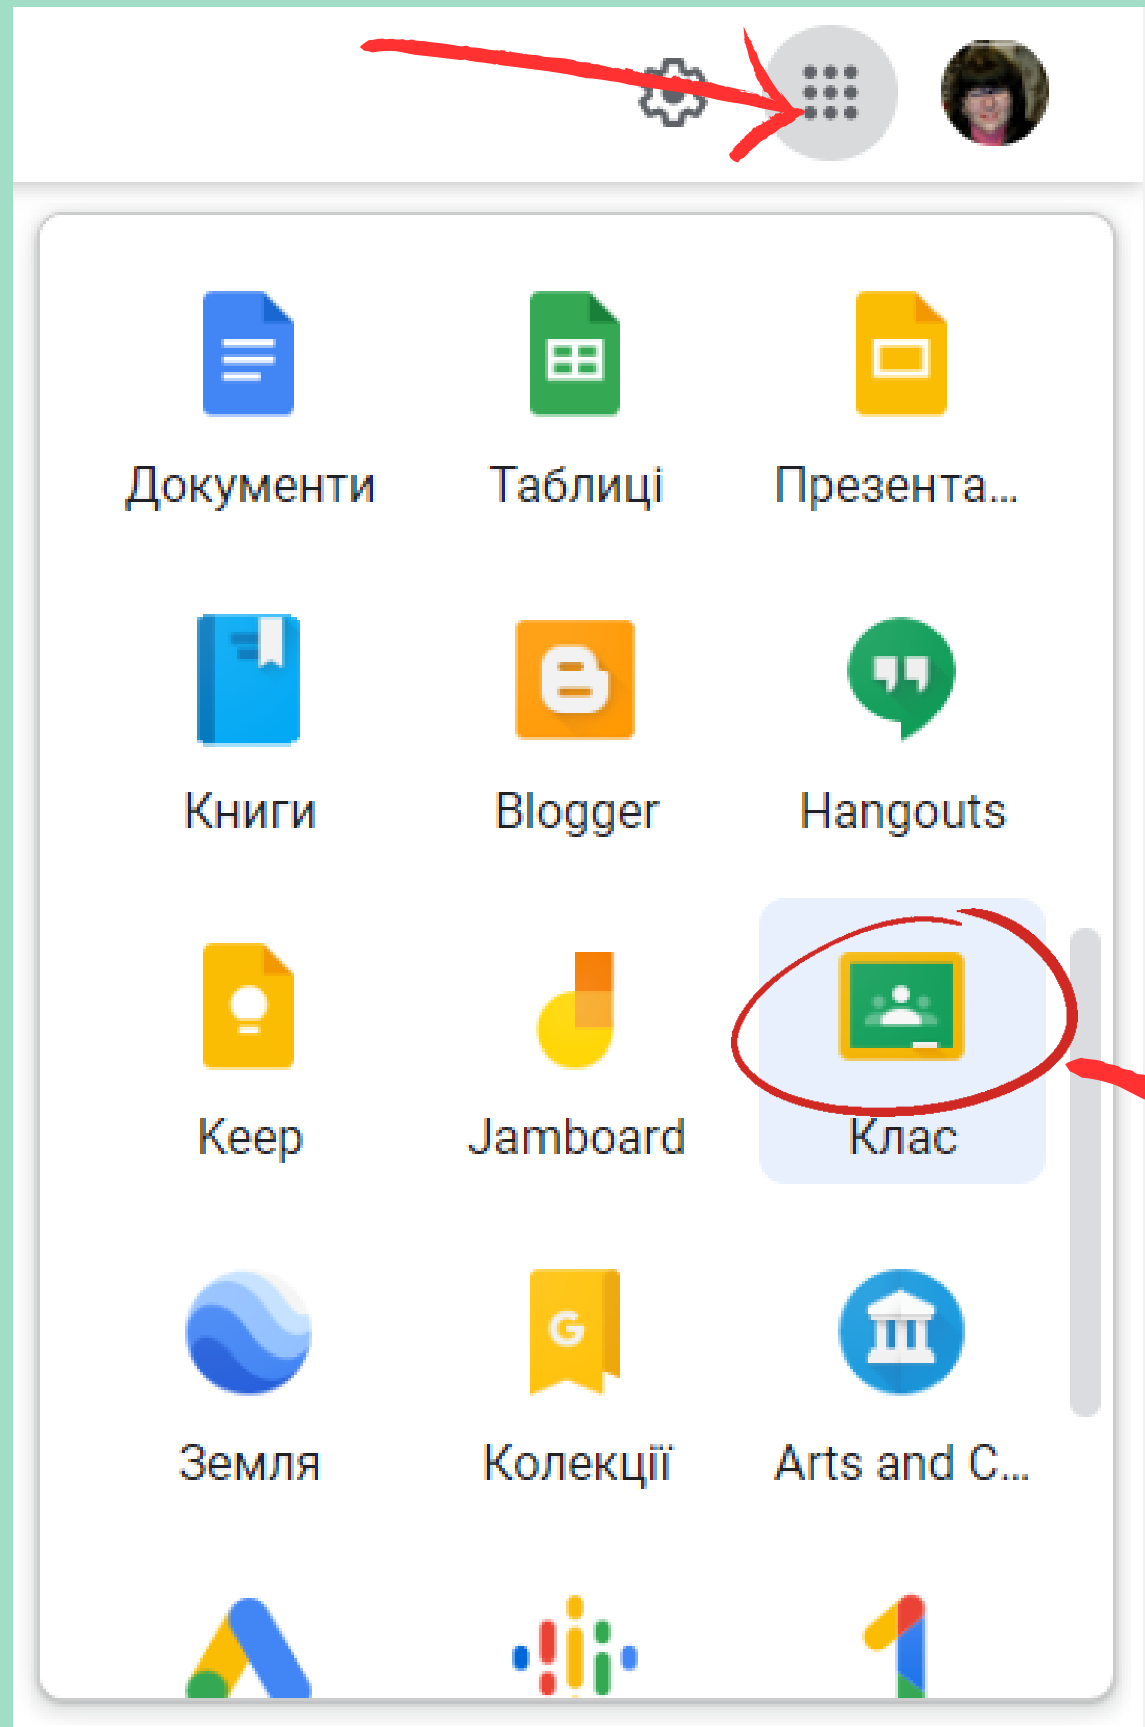 Документи Таблиці Презента...
Книги Blogger Hangouts
Keep Jamboard Клас
Земля G Колекції Arts and C...